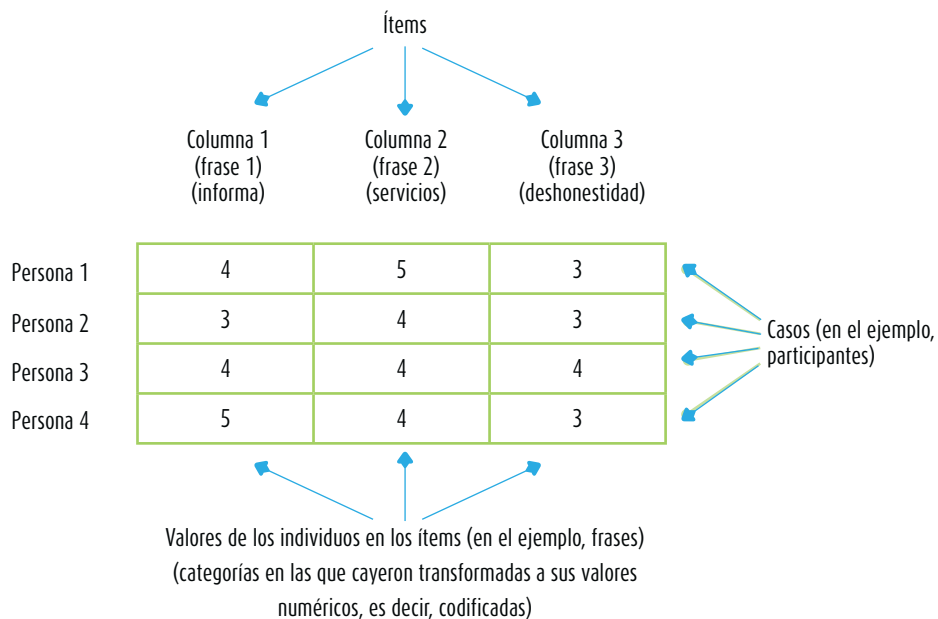 Ítems
Columna 1 Columna 2 Columna 3
(frase 1) (frase 2) (frase 3)
(informa) (servicios) (deshonestidad)
Persona 1 4 5 3
Persona 2 3 4 3
Persona 3 4 4 4
Persona 4 5 4 3
Casos (en el ejemplo,
participantes)
Valores de los individuos en los ítems (en el ejemplo, frases)
(categorías en las que cayeron transformadas a sus valores
numéricos, es decir, codificadas)